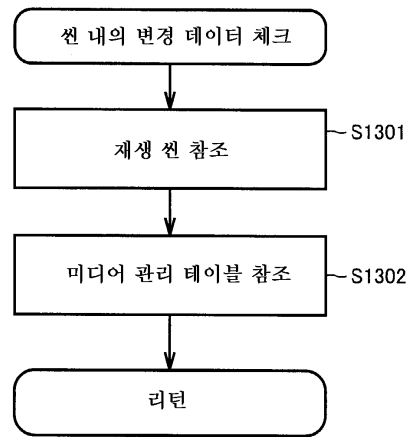 씬 내의 변경 데이터 체크
재생 씬 참조
S1301
미디어 관리 테이블 참조
S1302
리턴